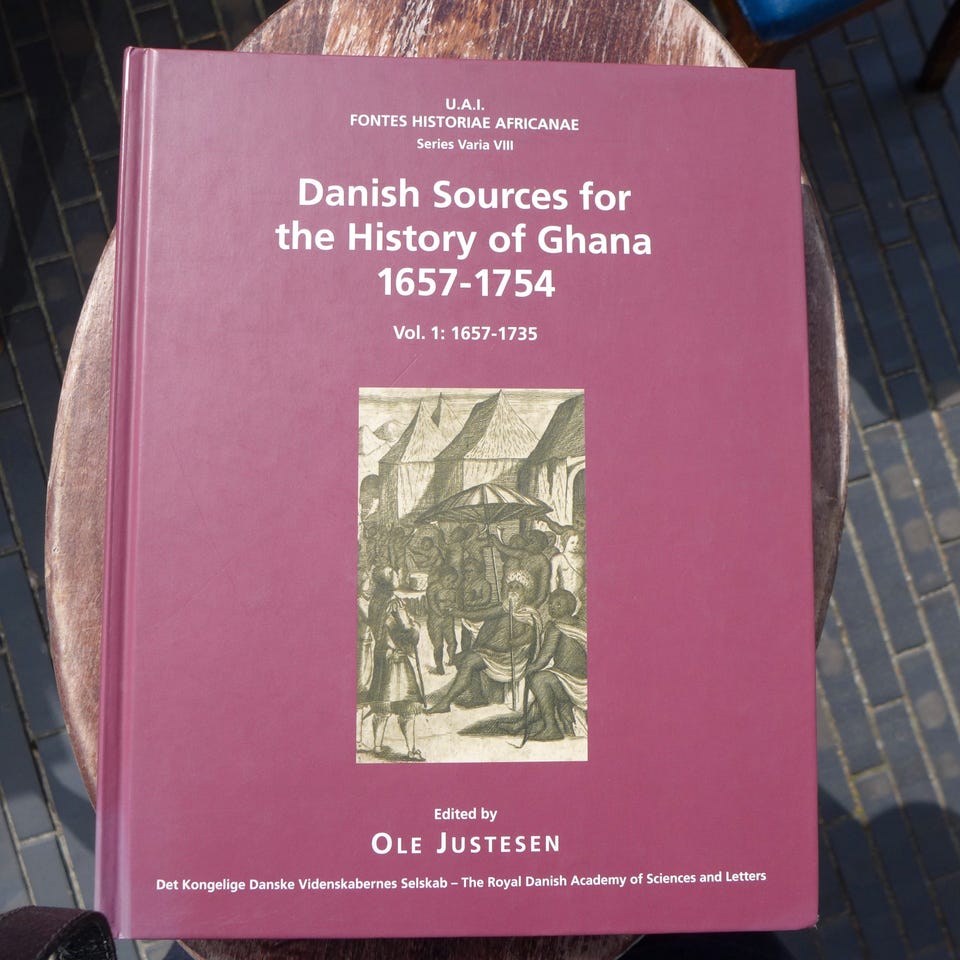 U.A.I.
FONTES HISTORIAE AFRICANAE
Series Varia VIII
Danish Sources for
the History of Ghana
1657-1754
Vol. 1: 1657-1735
Edited by
OLE JUSTESEN
Det Kongelige Danske Videnskabernes Selskab – The Royal Danish Academy of Sciences and Letters